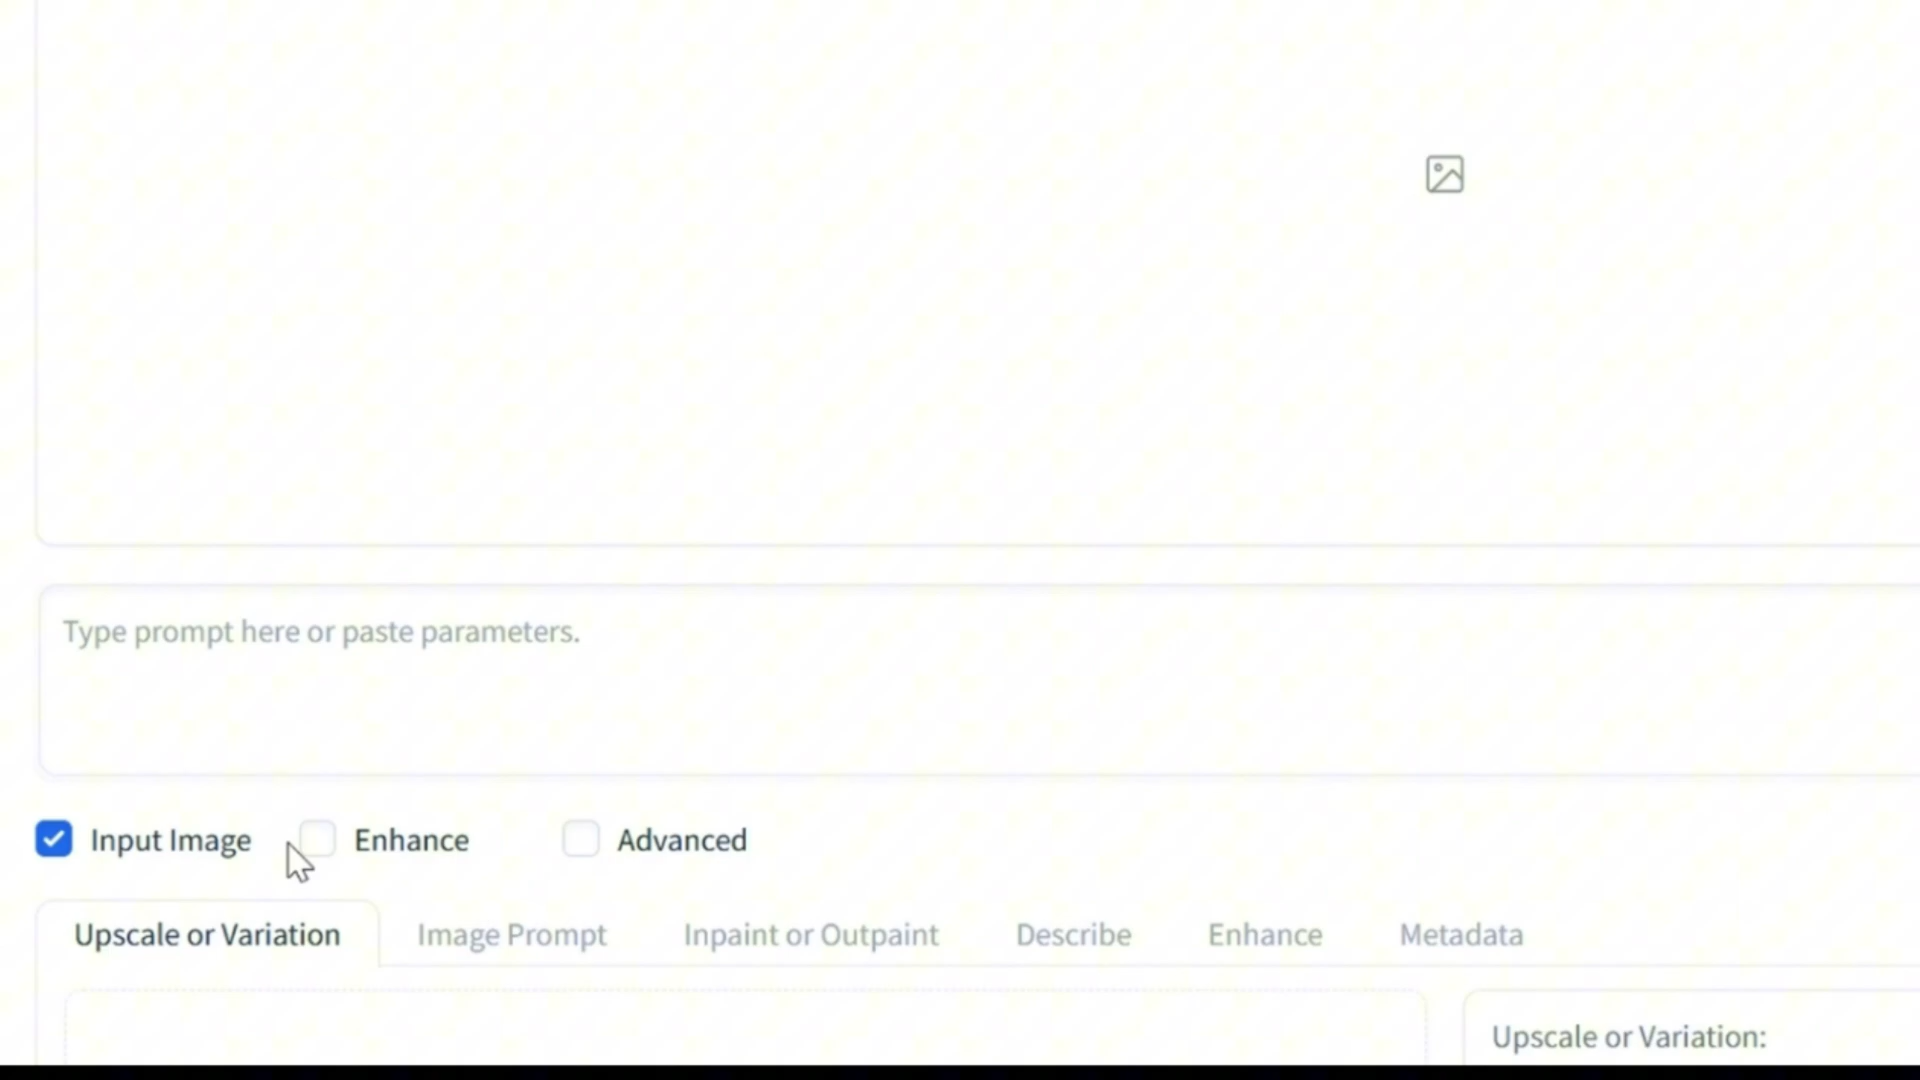 Type prompt here or paste parameters.
Input Image Enhance Advanced
Upscale or Variation Image Prompt Inpaint or Outpaint Describe Enhance Metadata
Upscale or Variation: